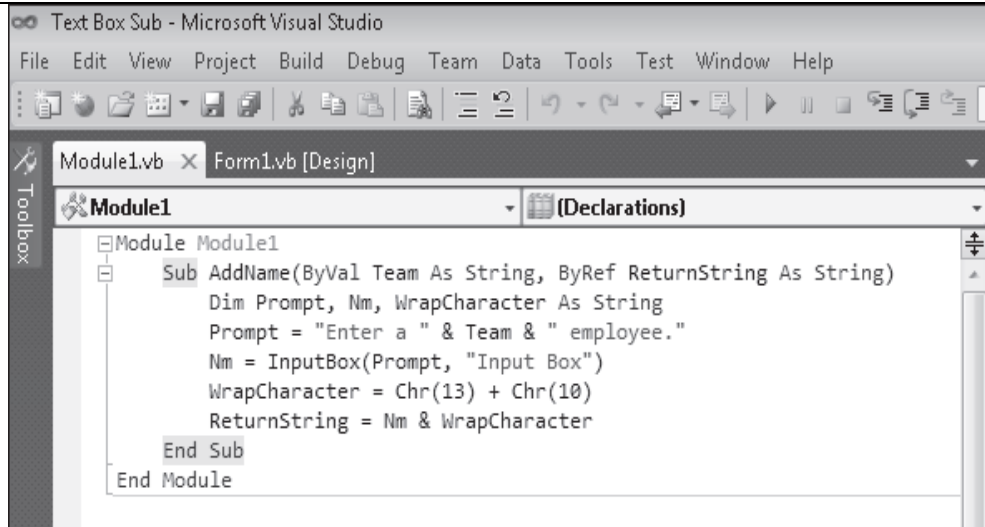 Text Box Sub - Microsoft Visual Studio
File Edit View Project Build Debug Team Data Tools Test Window Help
Module1.vb Form1.vb [Design]
Toolbox
Module1 (Declarations)
Module Module1
Sub AddName(ByVal Team As String, ByRef ReturnString As String)
Dim Prompt, Nm, WrapCharacter As String
Prompt = "Enter a " & Team & " employee."
Nm = InputBox(Prompt, "Input Box")
WrapCharacter = Chr(13) + Chr(10)
ReturnString = Nm & WrapCharacter
End Sub
End Module